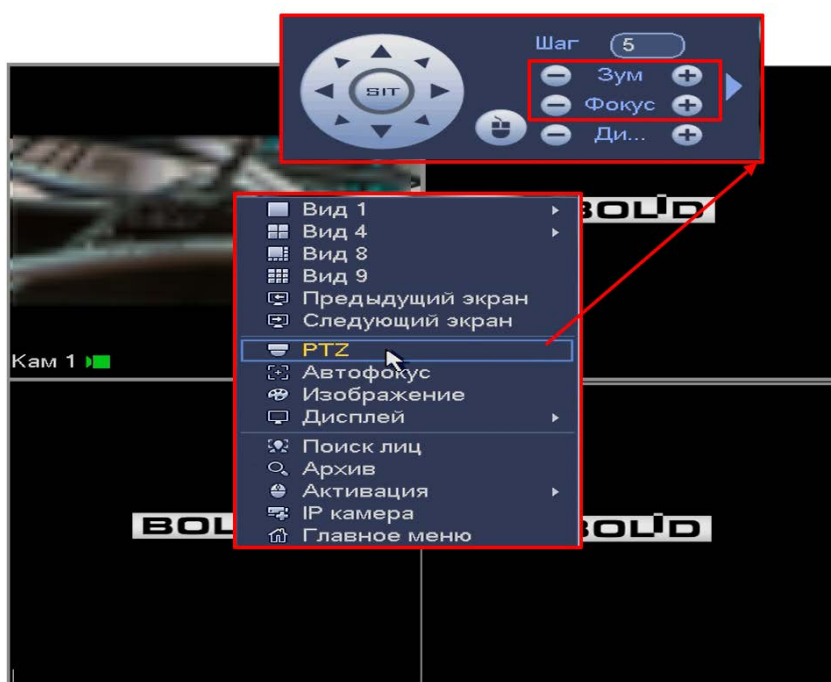 Шаг 5
Зум
SIT
Фокус
Ди...
BOLID
Вид 1
Вид 4
Вид 8
Вид 9
Предыдущий экран
Следующий экран
PTZ
Кам 1
Автофокус
Изображение
Дисплей
Поиск лиц
Архив
Активация
IP камера
BOL
BOLID
Главное меню